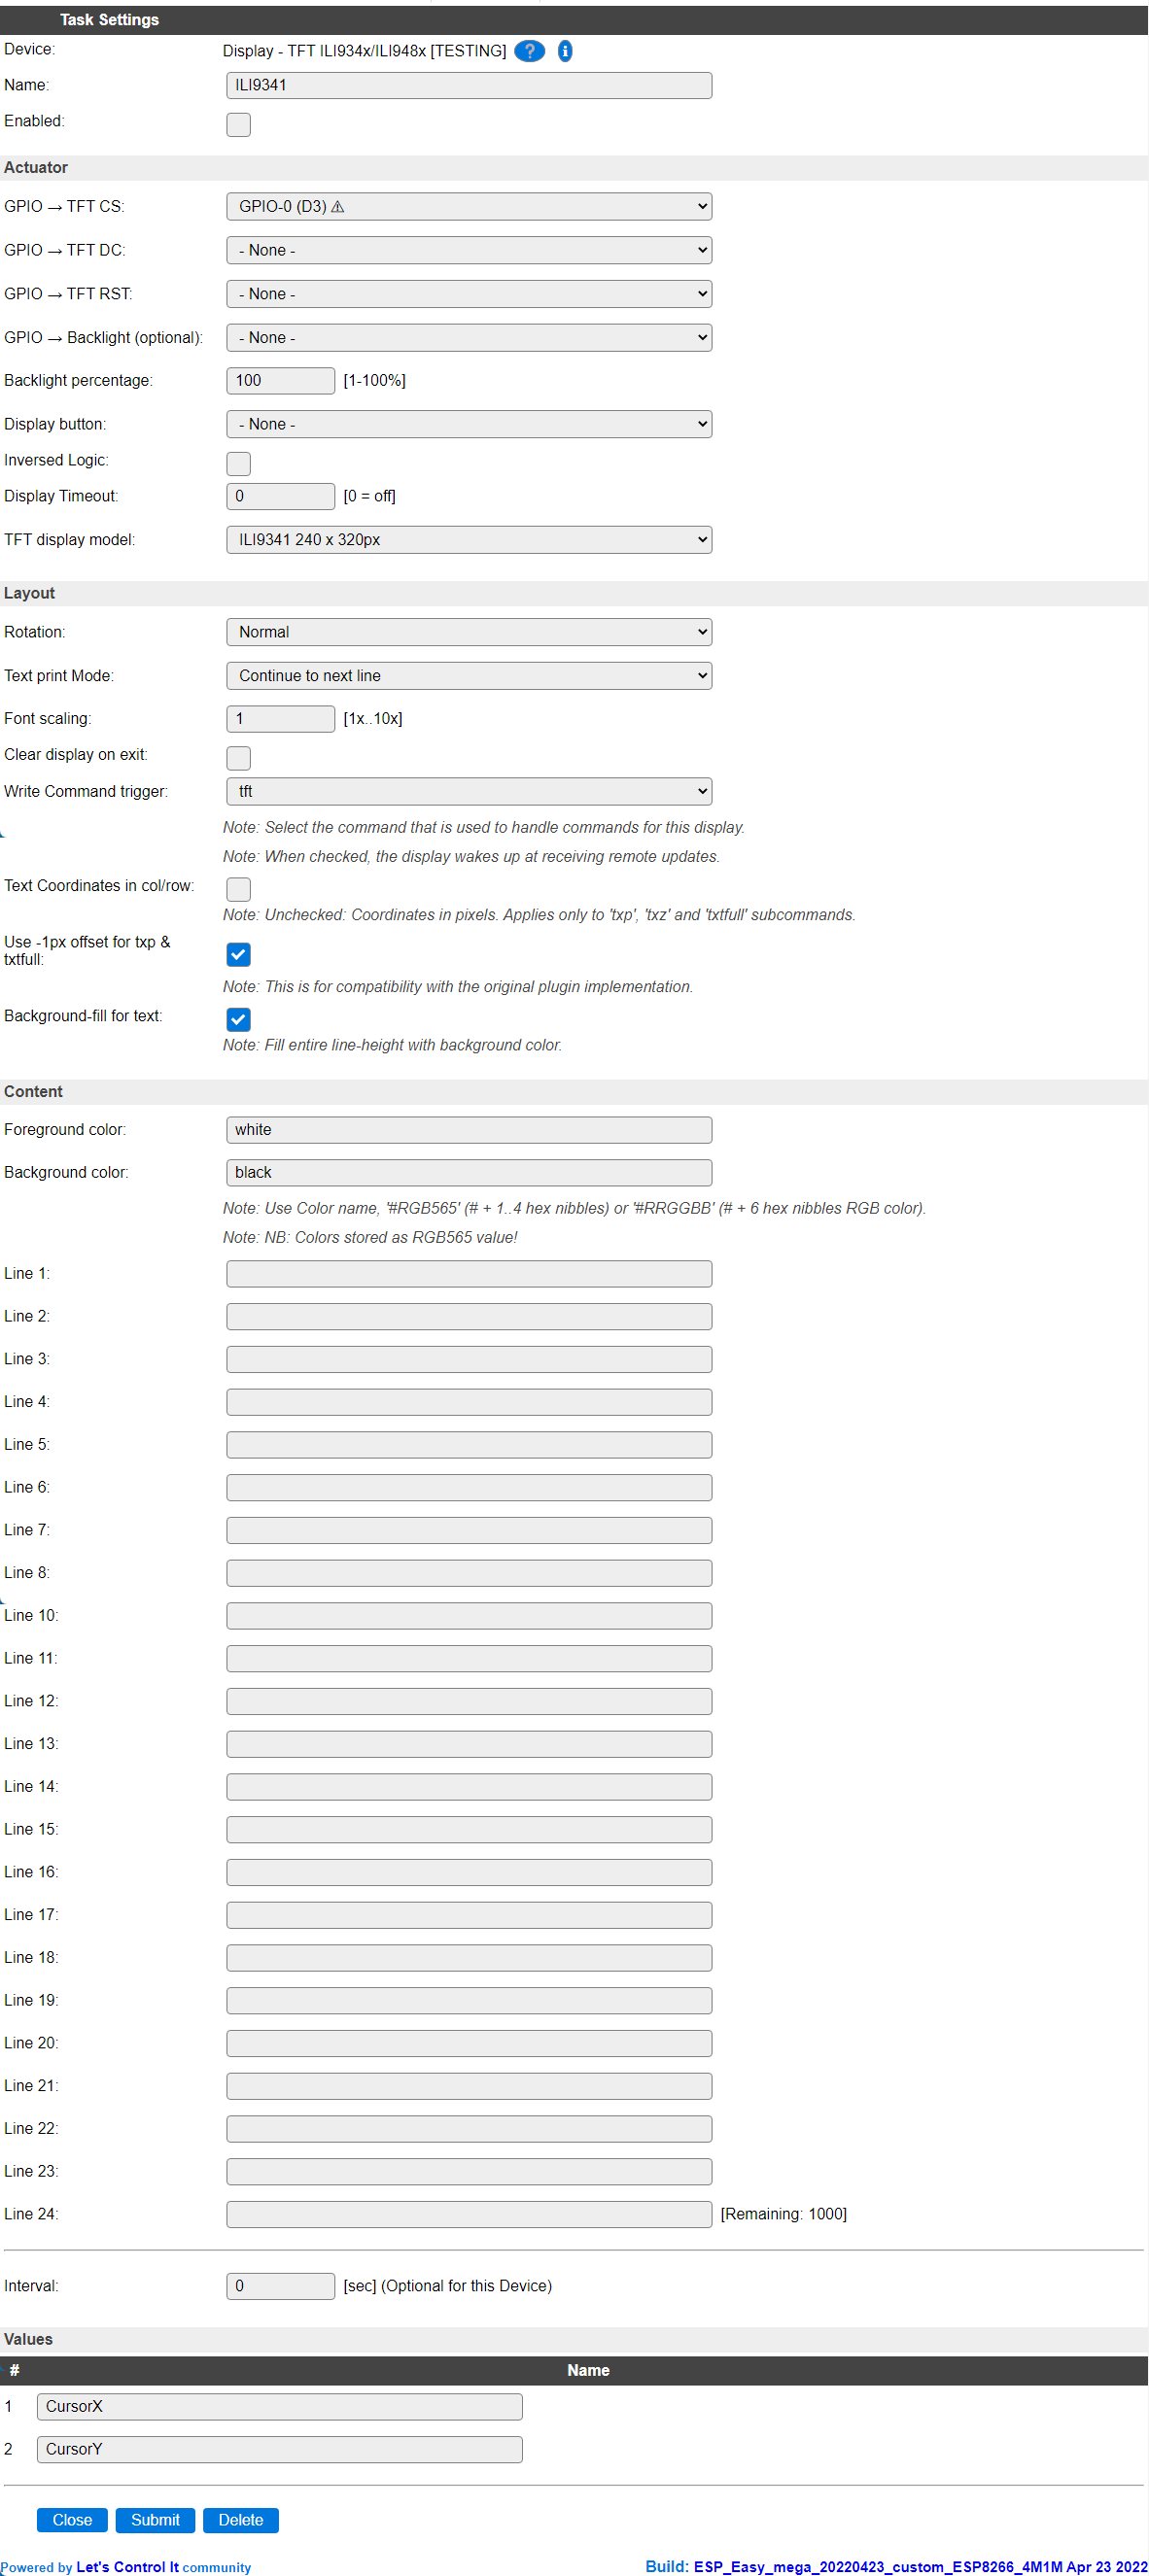 Task Settings
Device: Display - TFT ILI934x/ILI948x [TESTING] ? i
Name: ILI9341
Enabled:
Actuator
GPIO → TFT CS: GPIO-0 (D3) ⚠
GPIO → TFT DC: - None -
GPIO → TFT RST: - None -
GPIO → Backlight (optional): - None -
Backlight percentage: 100 [1-100%]
Display button: - None -
Inversed Logic:
Display Timeout: 0 [0 = off]
TFT display model: ILI9341 240 x 320px
Layout
Rotation: Normal
Text print Mode: Continue to next line
Font scaling: 1 [1x..10x]
Clear display on exit:
Write Command trigger: tft
Note: Select the command that is used to handle commands for this display.
Note: When checked, the display wakes up at receiving remote updates.
Text Coordinates in col/row:
Note: Unchecked: Coordinates in pixels. Applies only to 'txp', 'txz' and 'txtfull' subcommands.
Use -1px offset for txp &
txtfull:
Note: This is for compatibility with the original plugin implementation.
Background-fill for text:
Note: Fill entire line-height with background color.
Content
Foreground color: white
Background color: black
Note: Use Color name, '#RGB565' (# + 1..4 hex nibbles) or '#RRGGBB' (# + 6 hex nibbles RGB color).
Note: NB: Colors stored as RGB565 value!
Line 1:
Line 2:
Line 3:
Line 4:
Line 5:
Line 6:
Line 7:
Line 8:
Line 10:
Line 11:
Line 12:
Line 13:
Line 14:
Line 15:
Line 16:
Line 17:
Line 18:
Line 19:
Line 20:
Line 21:
Line 22:
Line 23:
Line 24: [Remaining: 1000]
Interval: 0 [sec] (Optional for this Device)
Values
# Name
1 CursorX
2 CursorY
Close Submit Delete
Powered by Let's Control It community Build: ESP_Easy_mega_20220423_custom_ESP8266_4M1M Apr 23 2022